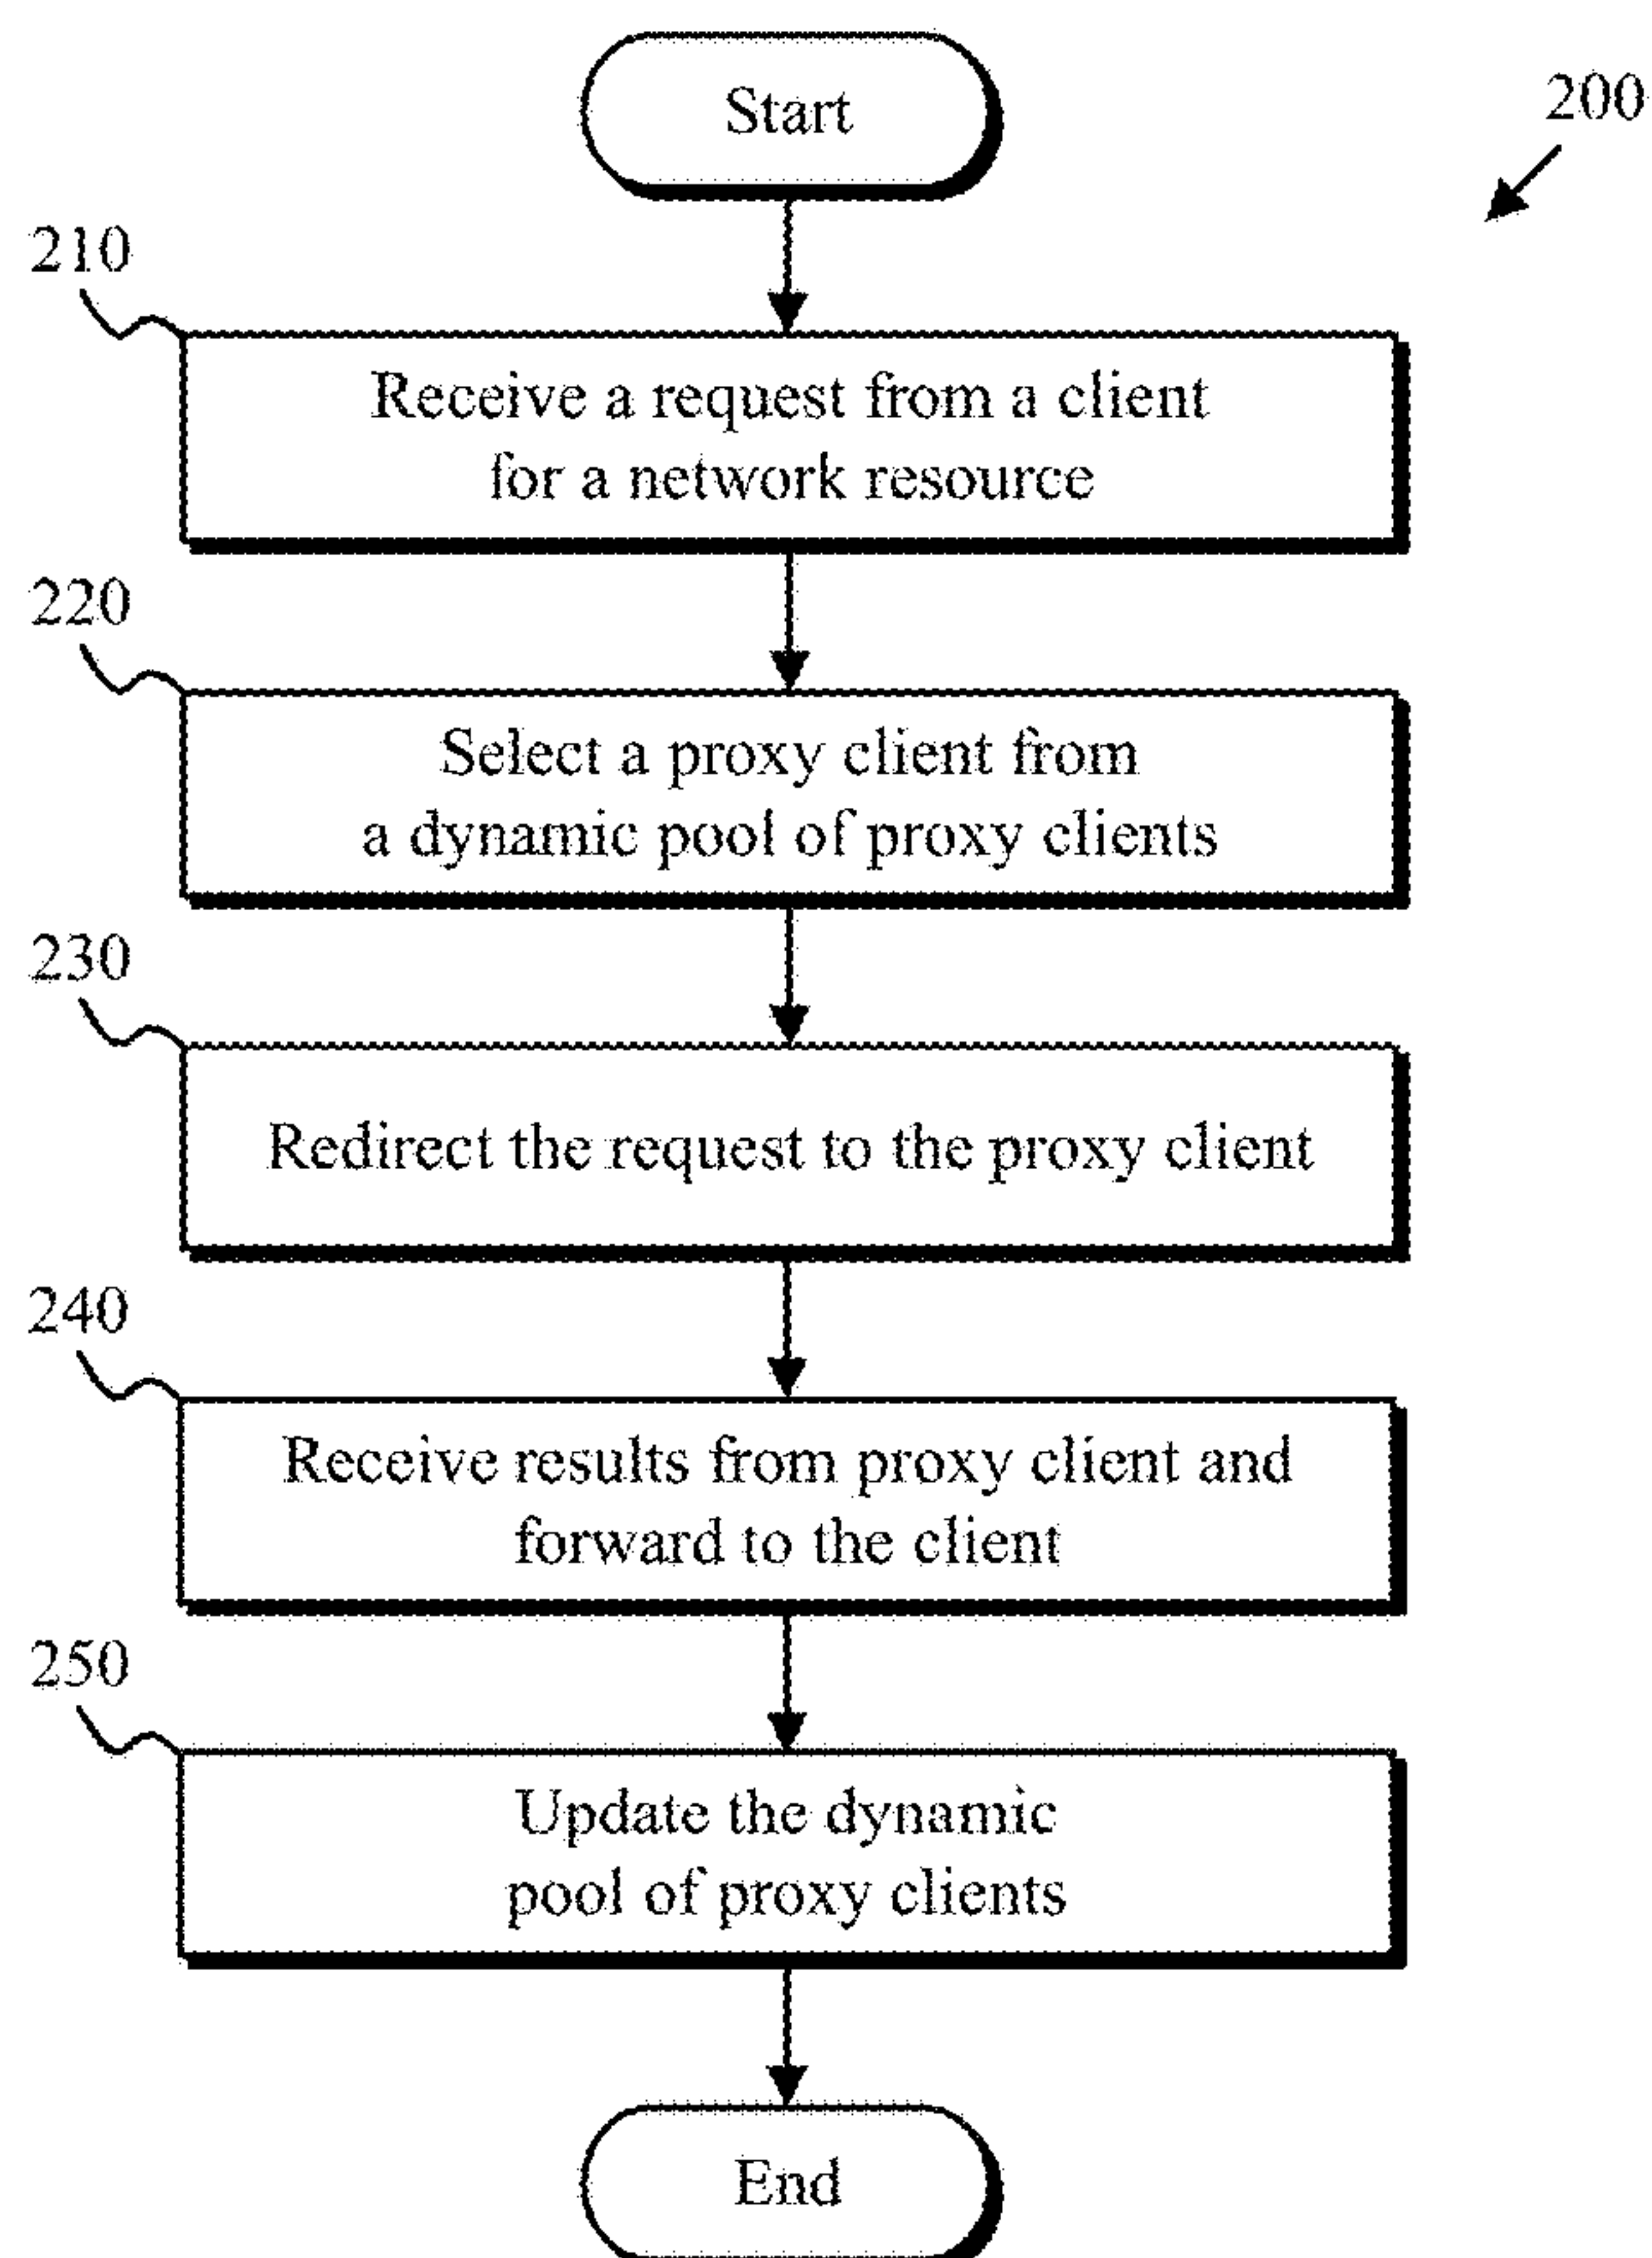 Start
200
210
Receive a request from a client
for a network resource
220
Select a proxy client from
a dynamic pool of proxy clients
230
Redirect the request to the proxy client
240
Receive results from proxy client and
forward to the client
250
Update the dynamic
pool of proxy clients
End